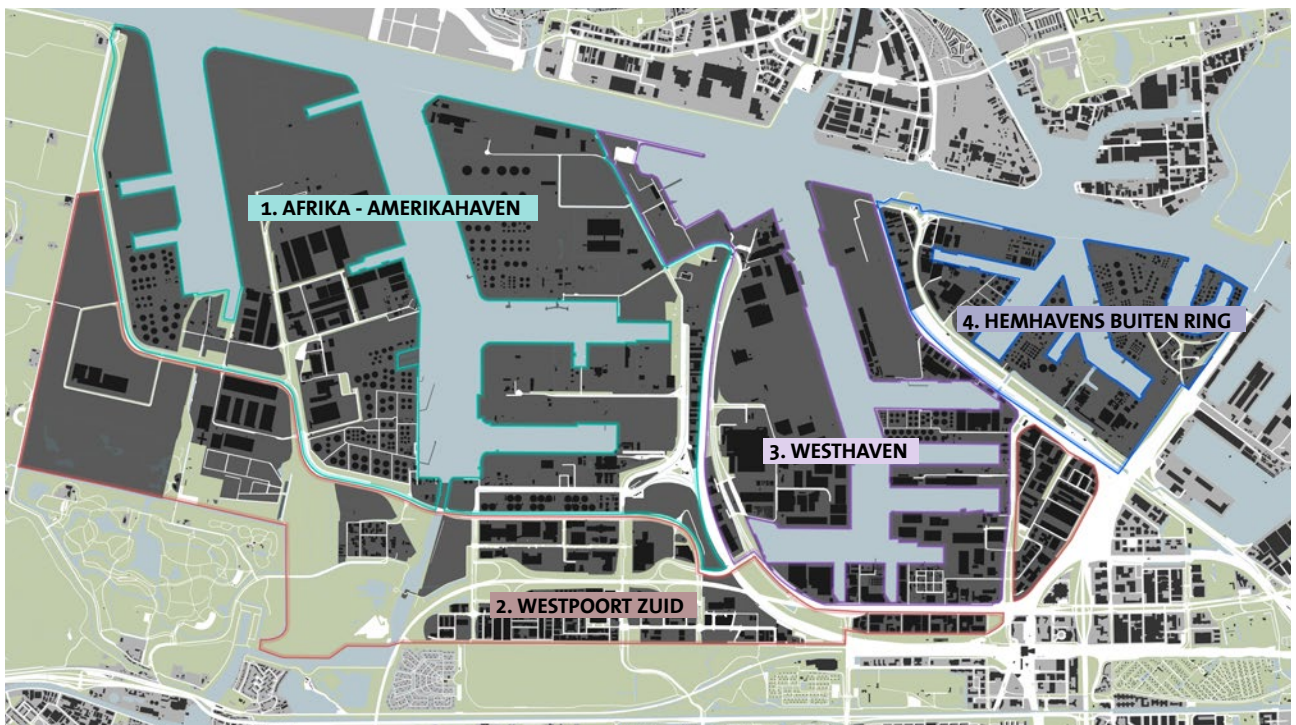 1. AFRIKA - AMERIKAHAVEN
4. HEMHAVENS BUITEN RING
3. WESTHAVEN
2. WESTPOORT ZUID